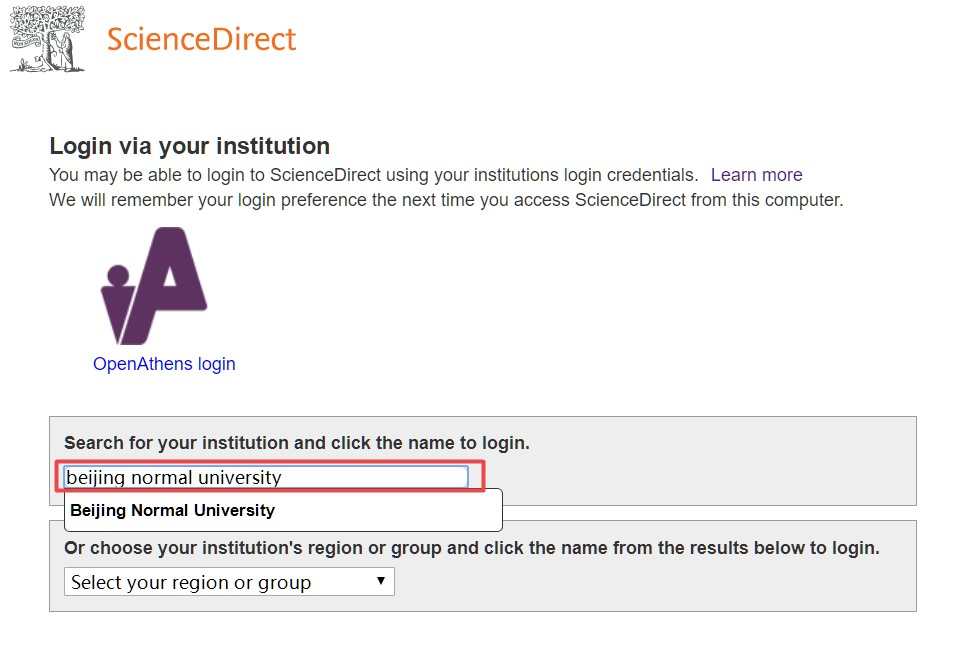 ScienceDirect
Login via your institution
You may be able to login to ScienceDirect using your institutions login credentials. Learn more
We will remember your login preference the next time you access ScienceDirect from this computer.
OpenAthens login
Search for your institution and click the name to login.
beijing normal university
Beijing Normal University
Or choose your institution's region or group and click the name from the results below to login.
Select your region or group